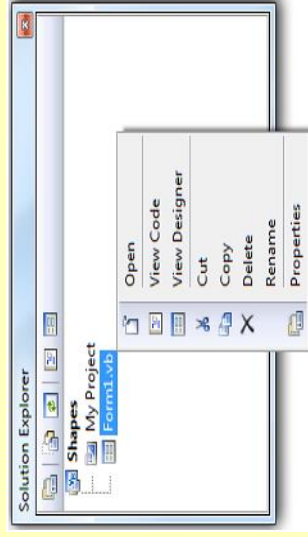 Solution Explorer
Shapes
My Project
Form1.vb
Open
View Code
View Designer
Cut
Copy
Delete
Rename
Properties